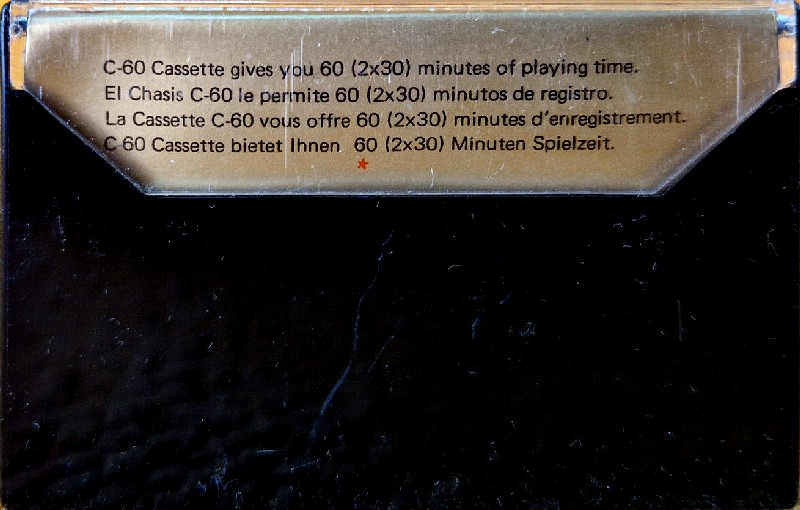 C-60 Cassette gives you 60 (2x30) minutes of playing time.
El Chasis C-60 le permite 60 (2x30) minutos de registro.
La Cassette C-60 vous offre 60 (2x30) minutes d'enregistrement.
C-60 Cassette bietet Ihnen 60 (2x30) Minuten Spielzeit.
*